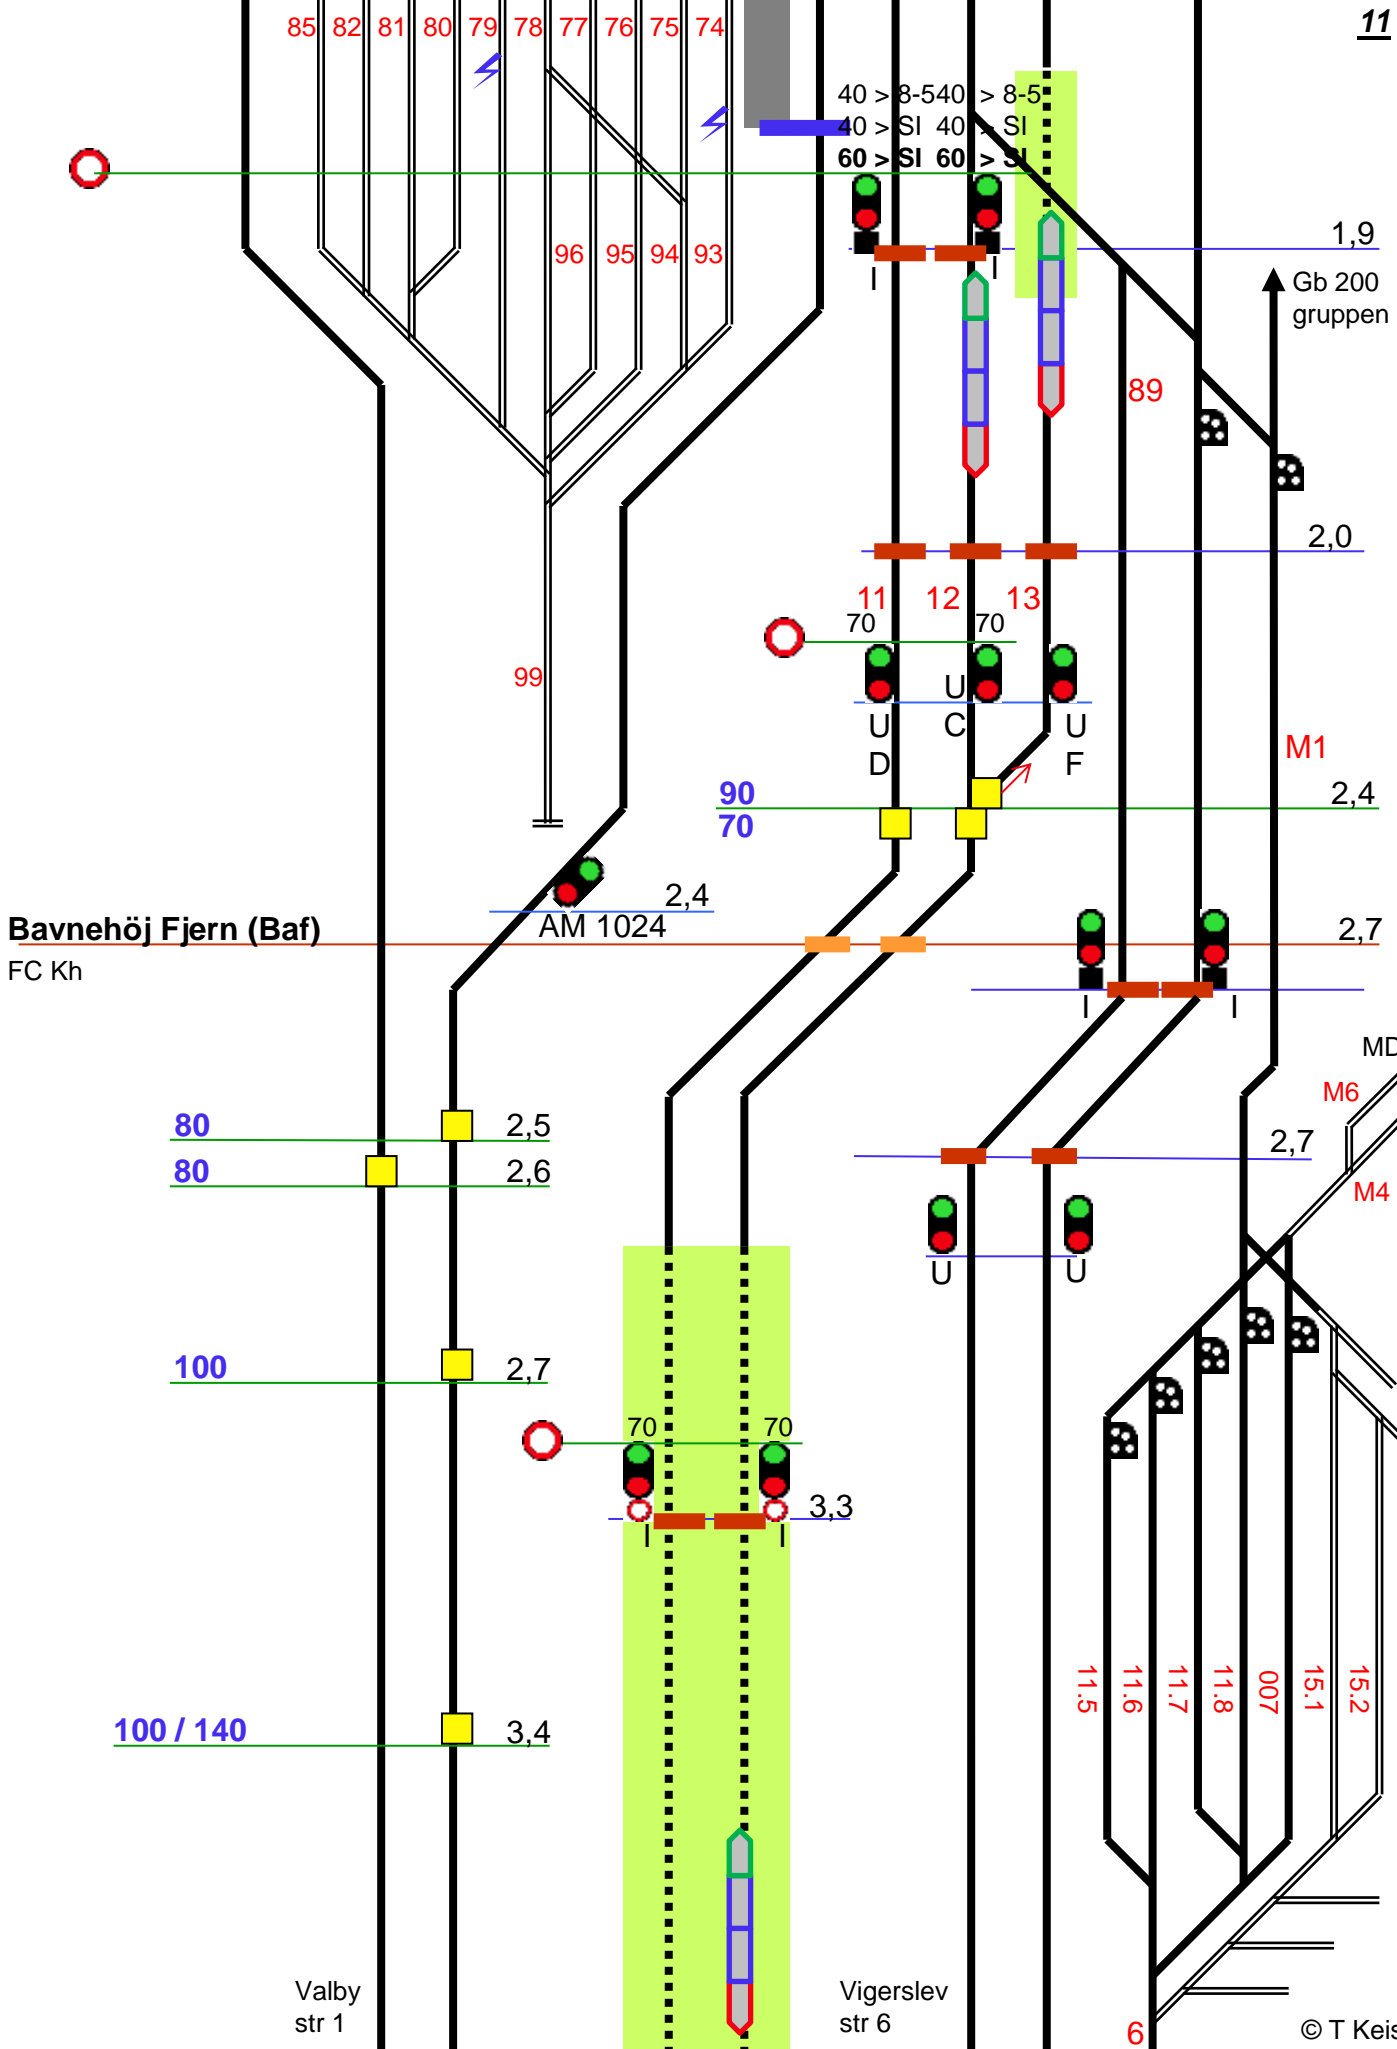 11
85 82 81 80 79 78 77 76 75 74
40 > 8-5 40 > 8-5
40 > SI 40 > SI
60 > SI 60 > SI
1,9
I I
96 95 94 93
Gb 200
gruppen
89
2,0
11 12 13
70 70
99
U U U
D C F
M1
90
2,4
70
2,4
AM 1024
Bavnehöj Fjern (Baf)
2,7
FC Kh
I I
M6
80 2,5
2,7
80 2,6
M4
U U
100 2,7
70 70
3,3
I I
11.5 11.6 11.7 11.8 007 15.1 15.2
100 / 140 3,4
Valby
str 1
Vigerslev
str 6
6
© T